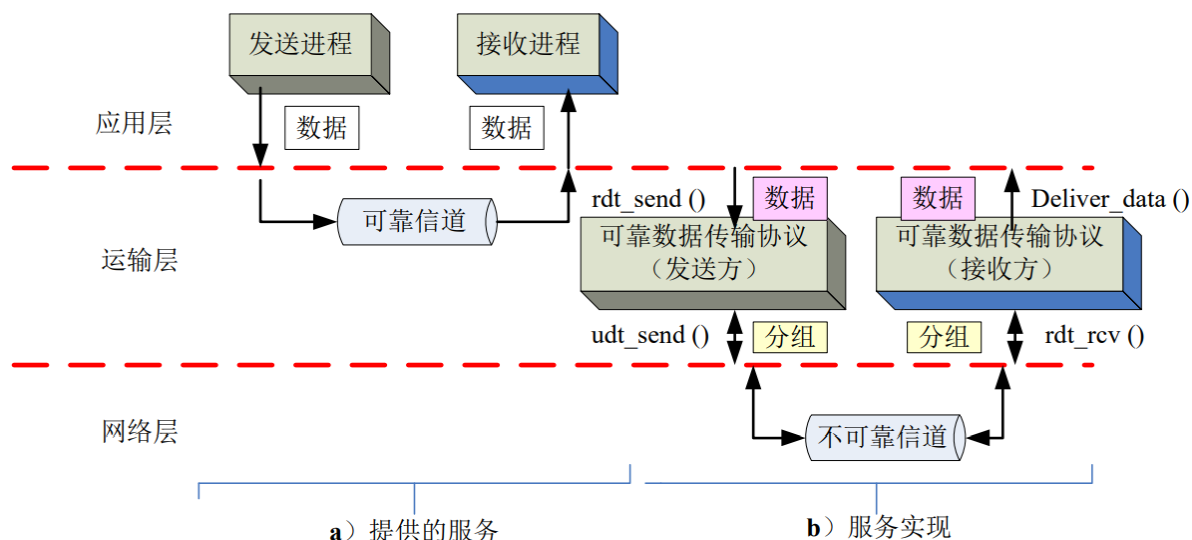 发送进程
接收进程
应用层
数据
数据
rdt_send ()
数据
数据
Deliver_data ()
可靠信道
运输层
可靠数据传输协议
（发送方）
可靠数据传输协议
（接收方）
udt_send ()
分组
分组
rdt_rcv ()
网络层
不可靠信道
a）提供的服务
b）服务实现